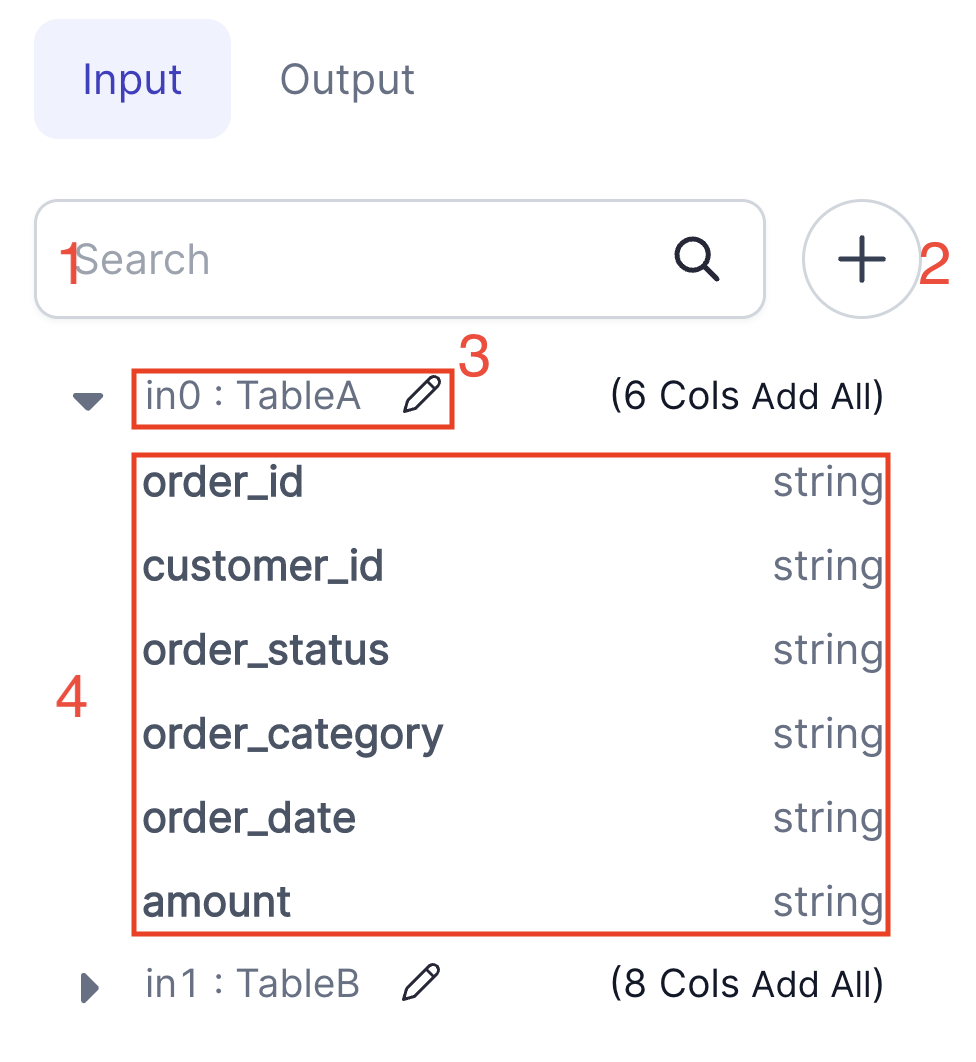 Input Output
1 Search 2
3
in0 : TableA (6 Cols Add All)
order_id string
customer_id string
order_status string
4
order_category string
order_date string
amount string
in1 : TableB (8 Cols Add All)